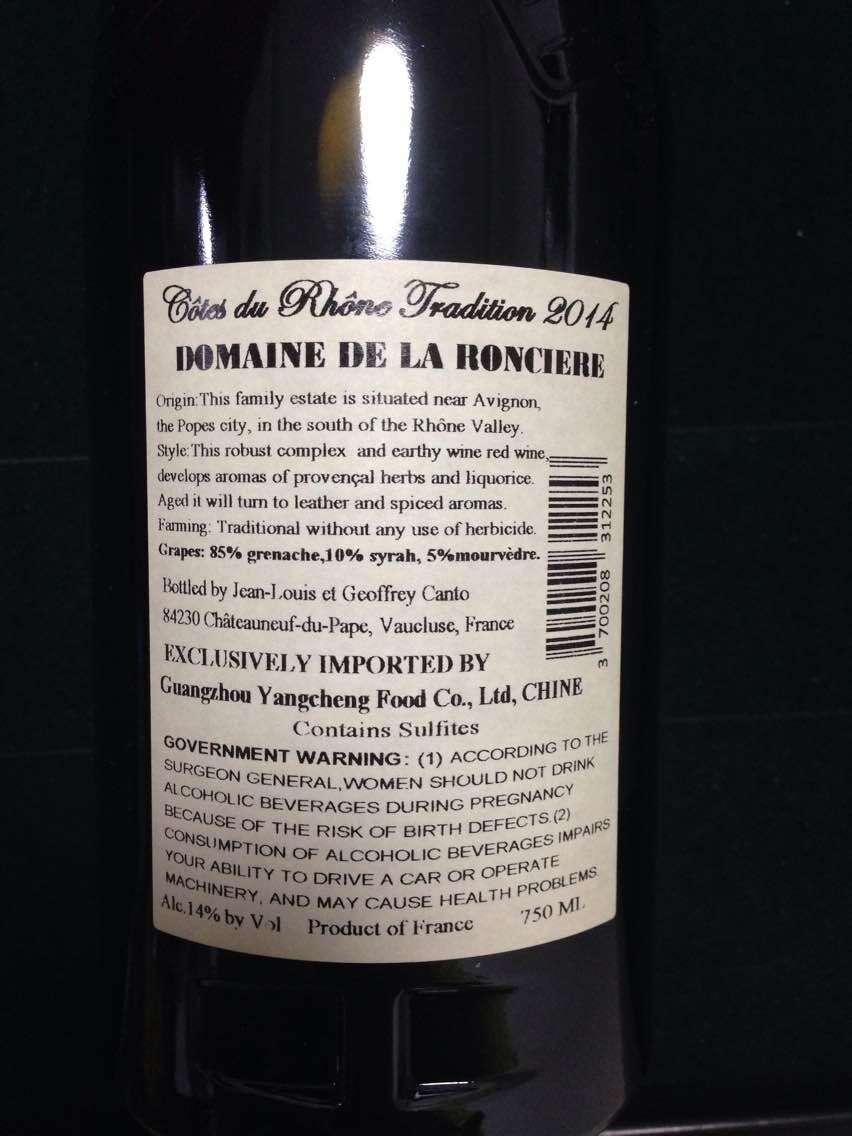 Côtes du Rhône Tradition 2014
DOMAINE DE LA RONCIERE
Origin:This family estate is situated near Avignon,
the Popes city, in the south of the Rhône Valley.
Style:This robust complex and earthy wine red wine,
develops aromas of provençal herbs and liquorice.
Aged it will turn to leather and spiced aromas.
Farming: Traditional without any use of herbicide.
Grapes: 85% grenache,10% syrah, 5%mourvèdre.
3 700208 312253
Bottled by Jean-Louis et Geoffrey Canto
84230 Châteauneuf-du-Pape, Vaucluse, France
EXCLUSIVELY IMPORTED BY
Guangzhou Yangcheng Food Co., Ltd, CHINE
Contains Sulfites
GOVERNMENT WARNING: (1) ACCORDING TO THE
SURGEON GENERAL,WOMEN SHOULD NOT DRINK
ALCOHOLIC BEVERAGES DURING PREGNANCY
BECAUSE OF THE RISK OF BIRTH DEFECTS.(2)
CONSUMPTION OF ALCOHOLIC BEVERAGES IMPAIRS
YOUR ABILITY TO DRIVE A CAR OR OPERATE
MACHINERY, AND MAY CAUSE HEALTH PROBLEMS.
Alc.14% by Vol Product of France 750 ML